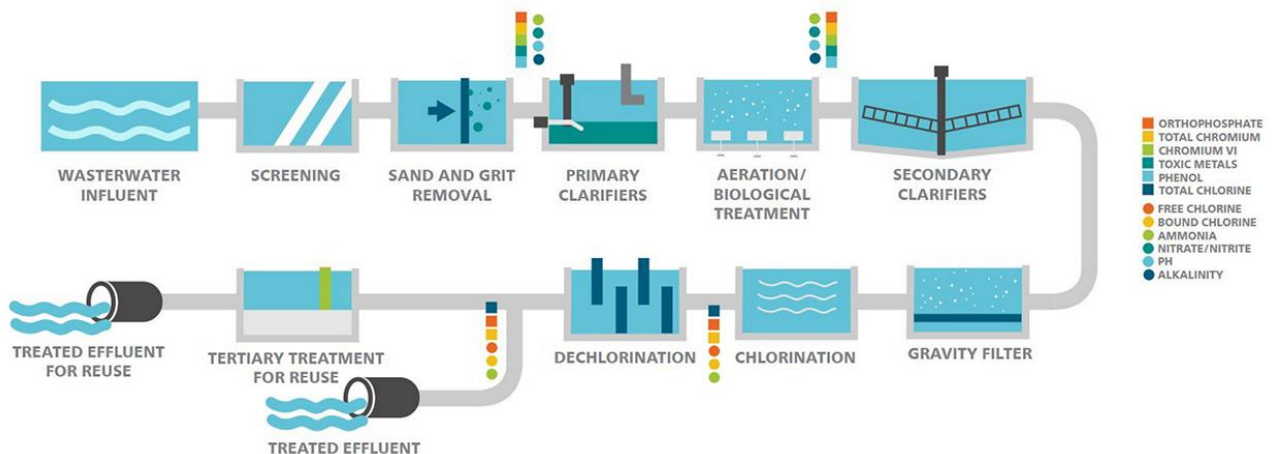 WASTERWATER
INFLUENT
SCREENING
SAND AND GRIT
REMOVAL
PRIMARY
CLARIFIERS
AERATION/
BIOLOGICAL
TREATMENT
SECONDARY
CLARIFIERS
ORTHOPHOSPHATE
TOTAL CHROMIUM
CHROMIUM VI
TOXIC METALS
PHENOL
TOTAL CHLORINE
FREE CHLORINE
BOUND CHLORINE
AMMONIA
NITRATE/NITRITE
PH
ALKALINITY
TREATED EFFLUENT
FOR REUSE
TERTIARY TREATMENT
FOR REUSE
DECHLORINATION
CHLORINATION
GRAVITY FILTER
TREATED EFFLUENT